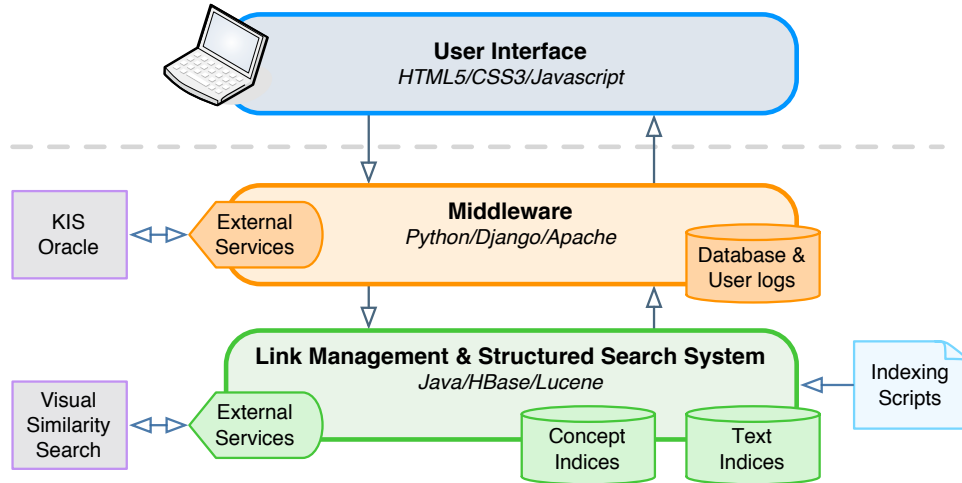 User Interface
HTML5/CSS3/Javascript
KIS
Oracle
External
Services
Middleware
Python/Django/Apache
Database &
User logs
Link Management & Structured Search System
Java/HBase/Lucene
Indexing
Scripts
Visual
Similarity
Search
External
Services
Concept
Indices
Text
Indices